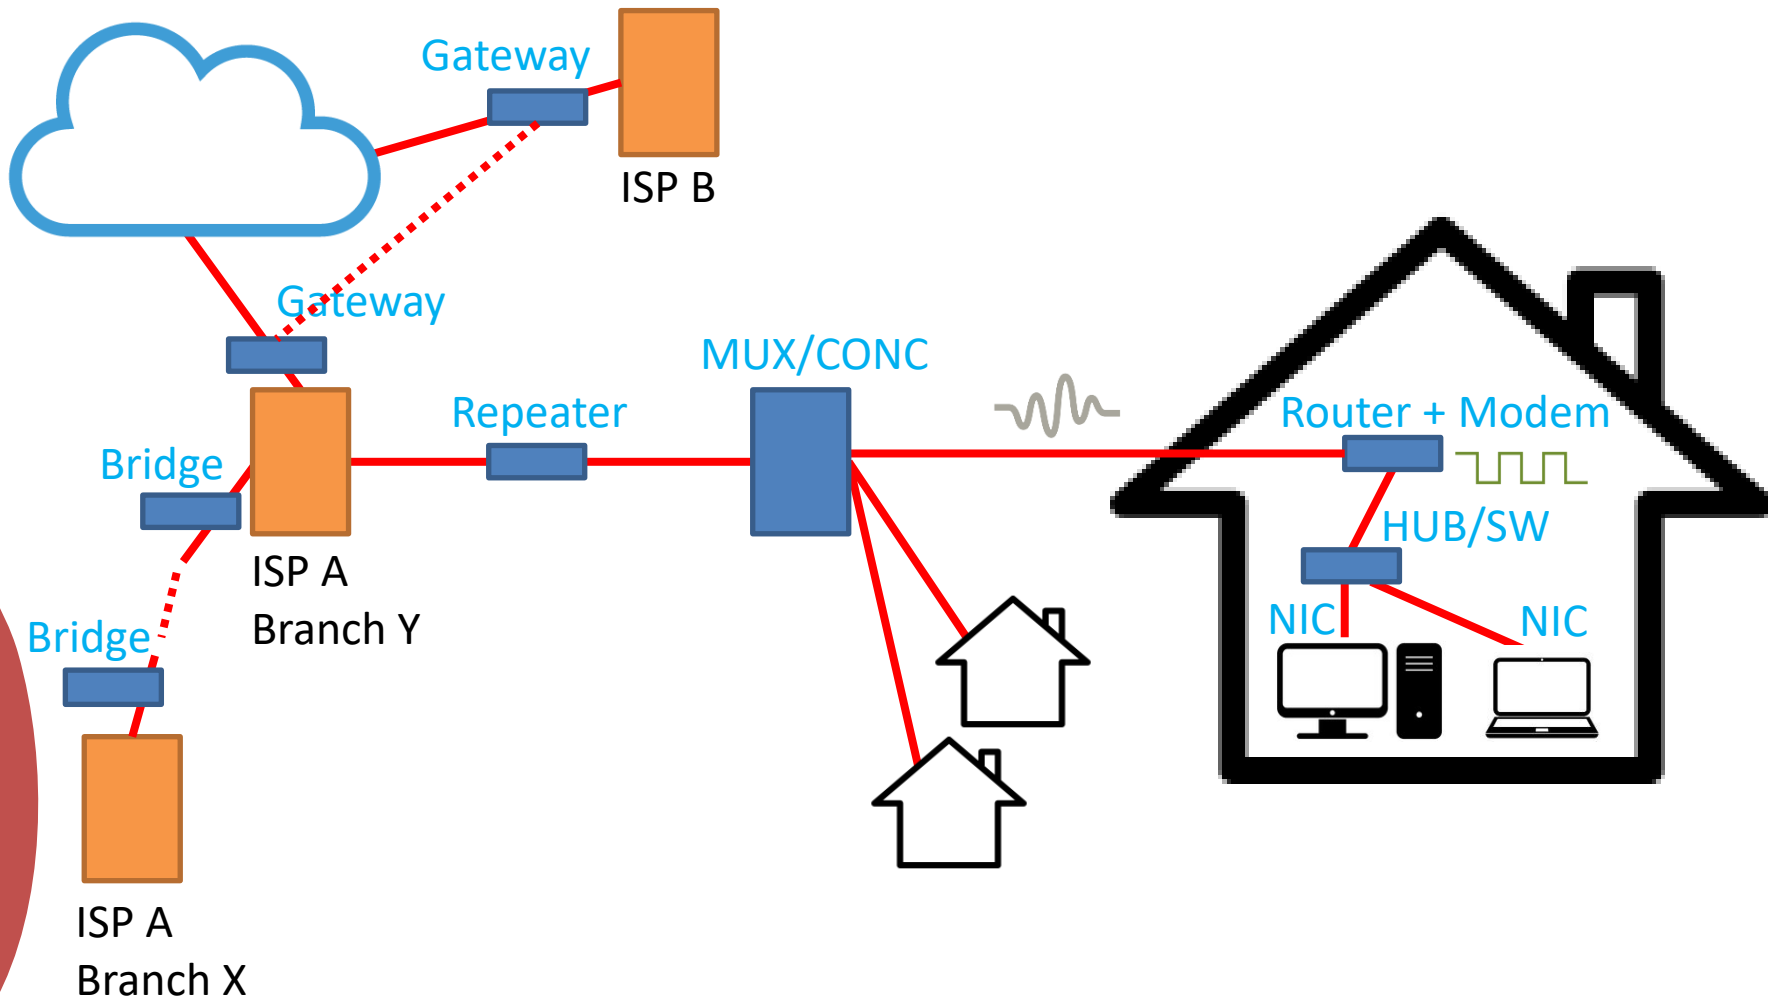 Gateway
ISP B
Gateway
MUX/CONC
Repeater
Router + Modem
Bridge
HUB/SW
ISP A
Branch Y
NIC
NIC
Bridge
ISP A
Branch X